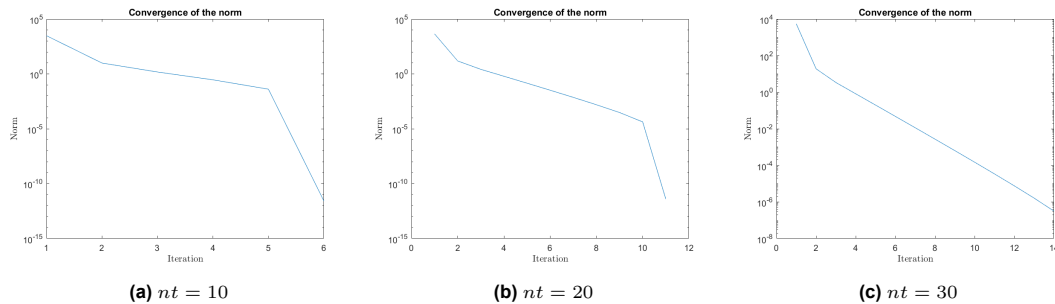 Convergence of the norm
10^5
10^0
10^-5
10^-10
10^-15
Norm
1 2 3 4 5 6
Iteration
(a) nt = 10
Convergence of the norm
10^5
10^0
10^-5
10^-10
10^-15
Norm
0 2 4 6 8 10 12
Iteration
(b) nt = 20
Convergence of the norm
10^4
10^2
10^0
10^-2
10^-4
10^-6
10^-8
Norm
0 2 4 6 8 10 12 14
Iteration
(c) nt = 30